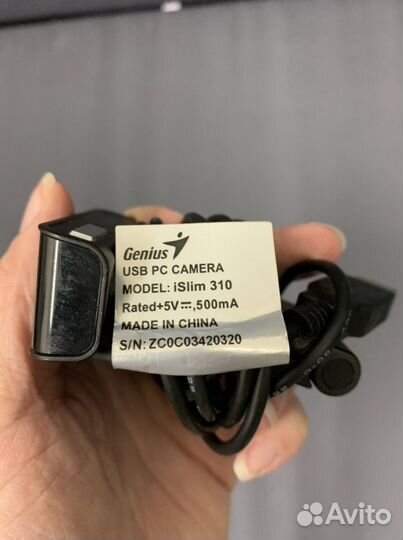 Genius
USB PC CAMERA
MODEL: iSlim 310
Rated+5V⎓,500mA
MADE IN CHINA
S/N: ZC0C03420320
Avito